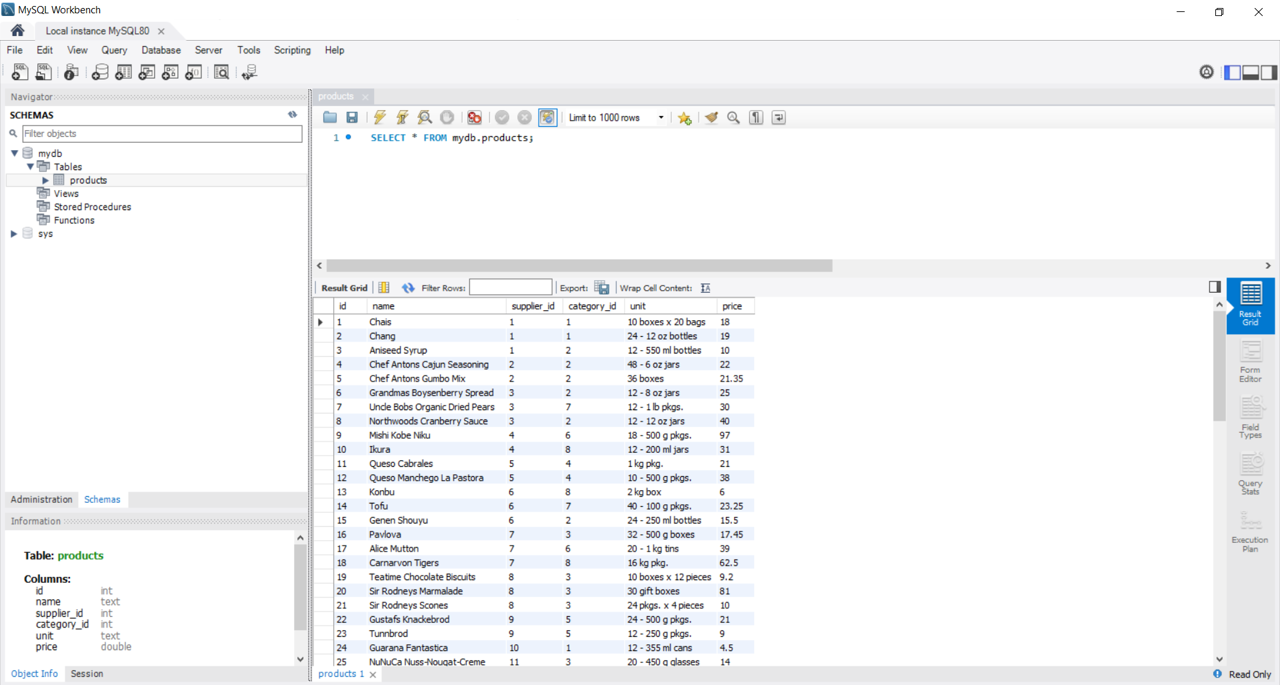 MySQL Workbench
Local instance MySQL80
File Edit View Query Database Server Tools Scripting Help
Navigator
SCHEMAS
Filter objects
mydb
Tables
products
Views
Stored Procedures
Functions
sys
Administration Schemas
Information
Table: products
Columns:
id int
name text
supplier_id int
category_id int
unit text
price double
Object Info Session
products
Limit to 1000 rows
1 SELECT * FROM mydb.products;
Result Grid Filter Rows: Export: Wrap Cell Content:
id name supplier_id category_id unit price
1 Chais 1 1 10 boxes x 20 bags 18
2 Chang 1 1 24 - 12 oz bottles 19
3 Aniseed Syrup 1 2 12 - 550 ml bottles 10
4 Chef Antons Cajun Seasoning 2 2 48 - 6 oz jars 22
5 Chef Antons Gumbo Mix 2 2 36 boxes 21.35
6 Grandmas Boysenberry Spread 3 2 12 - 8 oz jars 25
7 Uncle Bobs Organic Dried Pears 3 7 12 - 1 lb pkgs. 30
8 Northwoods Cranberry Sauce 3 2 12 - 12 oz jars 40
9 Mishi Kobe Niku 4 6 18 - 500 g pkgs. 97
10 Ikura 4 8 12 - 200 ml jars 31
11 Queso Cabrales 5 4 1 kg pkg. 21
12 Queso Manchego La Pastora 5 4 10 - 500 g pkgs. 38
13 Konbu 6 8 2 kg box 6
14 Tofu 6 7 40 - 100 g pkgs. 23.25
15 Genen Shouyu 6 2 24 - 250 ml bottles 15.5
16 Pavlova 7 3 32 - 500 g boxes 17.45
17 Alice Mutton 7 6 20 - 1 kg tins 39
18 Carnarvon Tigers 7 8 16 kg pkg. 62.5
19 Teatime Chocolate Biscuits 8 3 10 boxes x 12 pieces 9.2
20 Sir Rodneys Marmalade 8 3 30 gift boxes 81
21 Sir Rodneys Scones 8 3 24 pkgs. x 4 pieces 10
22 Gustafs Knackebrod 9 5 24 - 500 g pkgs. 21
23 Tunnbrod 9 5 12 - 250 g pkgs. 9
24 Guarana Fantastica 10 1 12 - 355 ml cans 4.5
25 NuNuCa Nuss-Nougat-Creme 11 3 20 - 450 g glasses 14
products 1
Result
Grid
Form
Editor
Field
Types
Query
Stats
Execution
Plan
Read Only